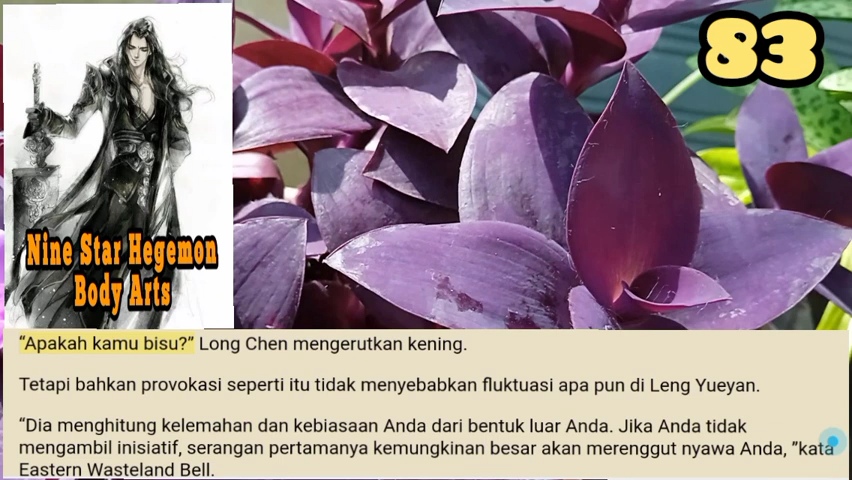 83
Nine Star Hegemon
Body Arts
“Apakah kamu bisu?” Long Chen mengerutkan kening.
Tetapi bahkan provokasi seperti itu tidak menyebabkan fluktuasi apa pun di Leng Yueyan.
“Dia menghitung kelemahan dan kebiasaan Anda dari bentuk luar Anda. Jika Anda tidak
mengambil inisiatif, serangan pertamanya kemungkinan besar akan merenggut nyawa Anda, ”kata
Eastern Wasteland Bell.